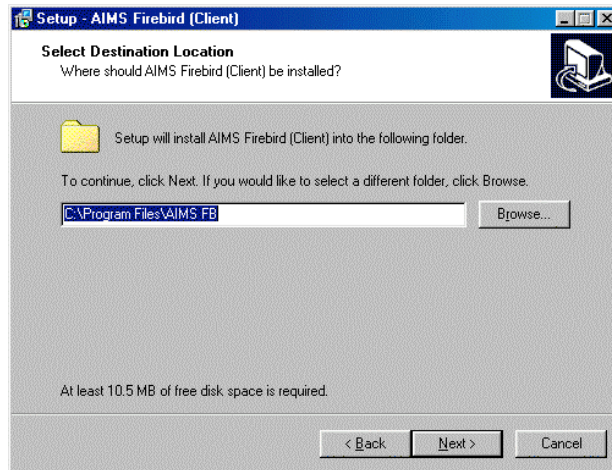 Setup - AIMS Firebird (Client)
Select Destination Location
Where should AIMS Firebird (Client) be installed?
Setup will install AIMS Firebird (Client) into the following folder.
To continue, click Next. If you would like to select a different folder, click Browse.
C:\Program Files\AIMS FB
Browse...
At least 10.5 MB of free disk space is required.
< Back
Next >
Cancel